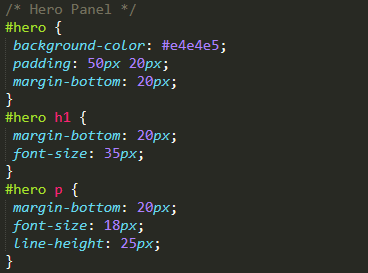 /* Hero Panel */
#hero {
background-color: #e4e4e5;
padding: 50px 20px;
margin-bottom: 20px;
}
#hero h1 {
margin-bottom: 20px;
font-size: 35px;
}
#hero p {
margin-bottom: 20px;
font-size: 18px;
line-height: 25px;
}